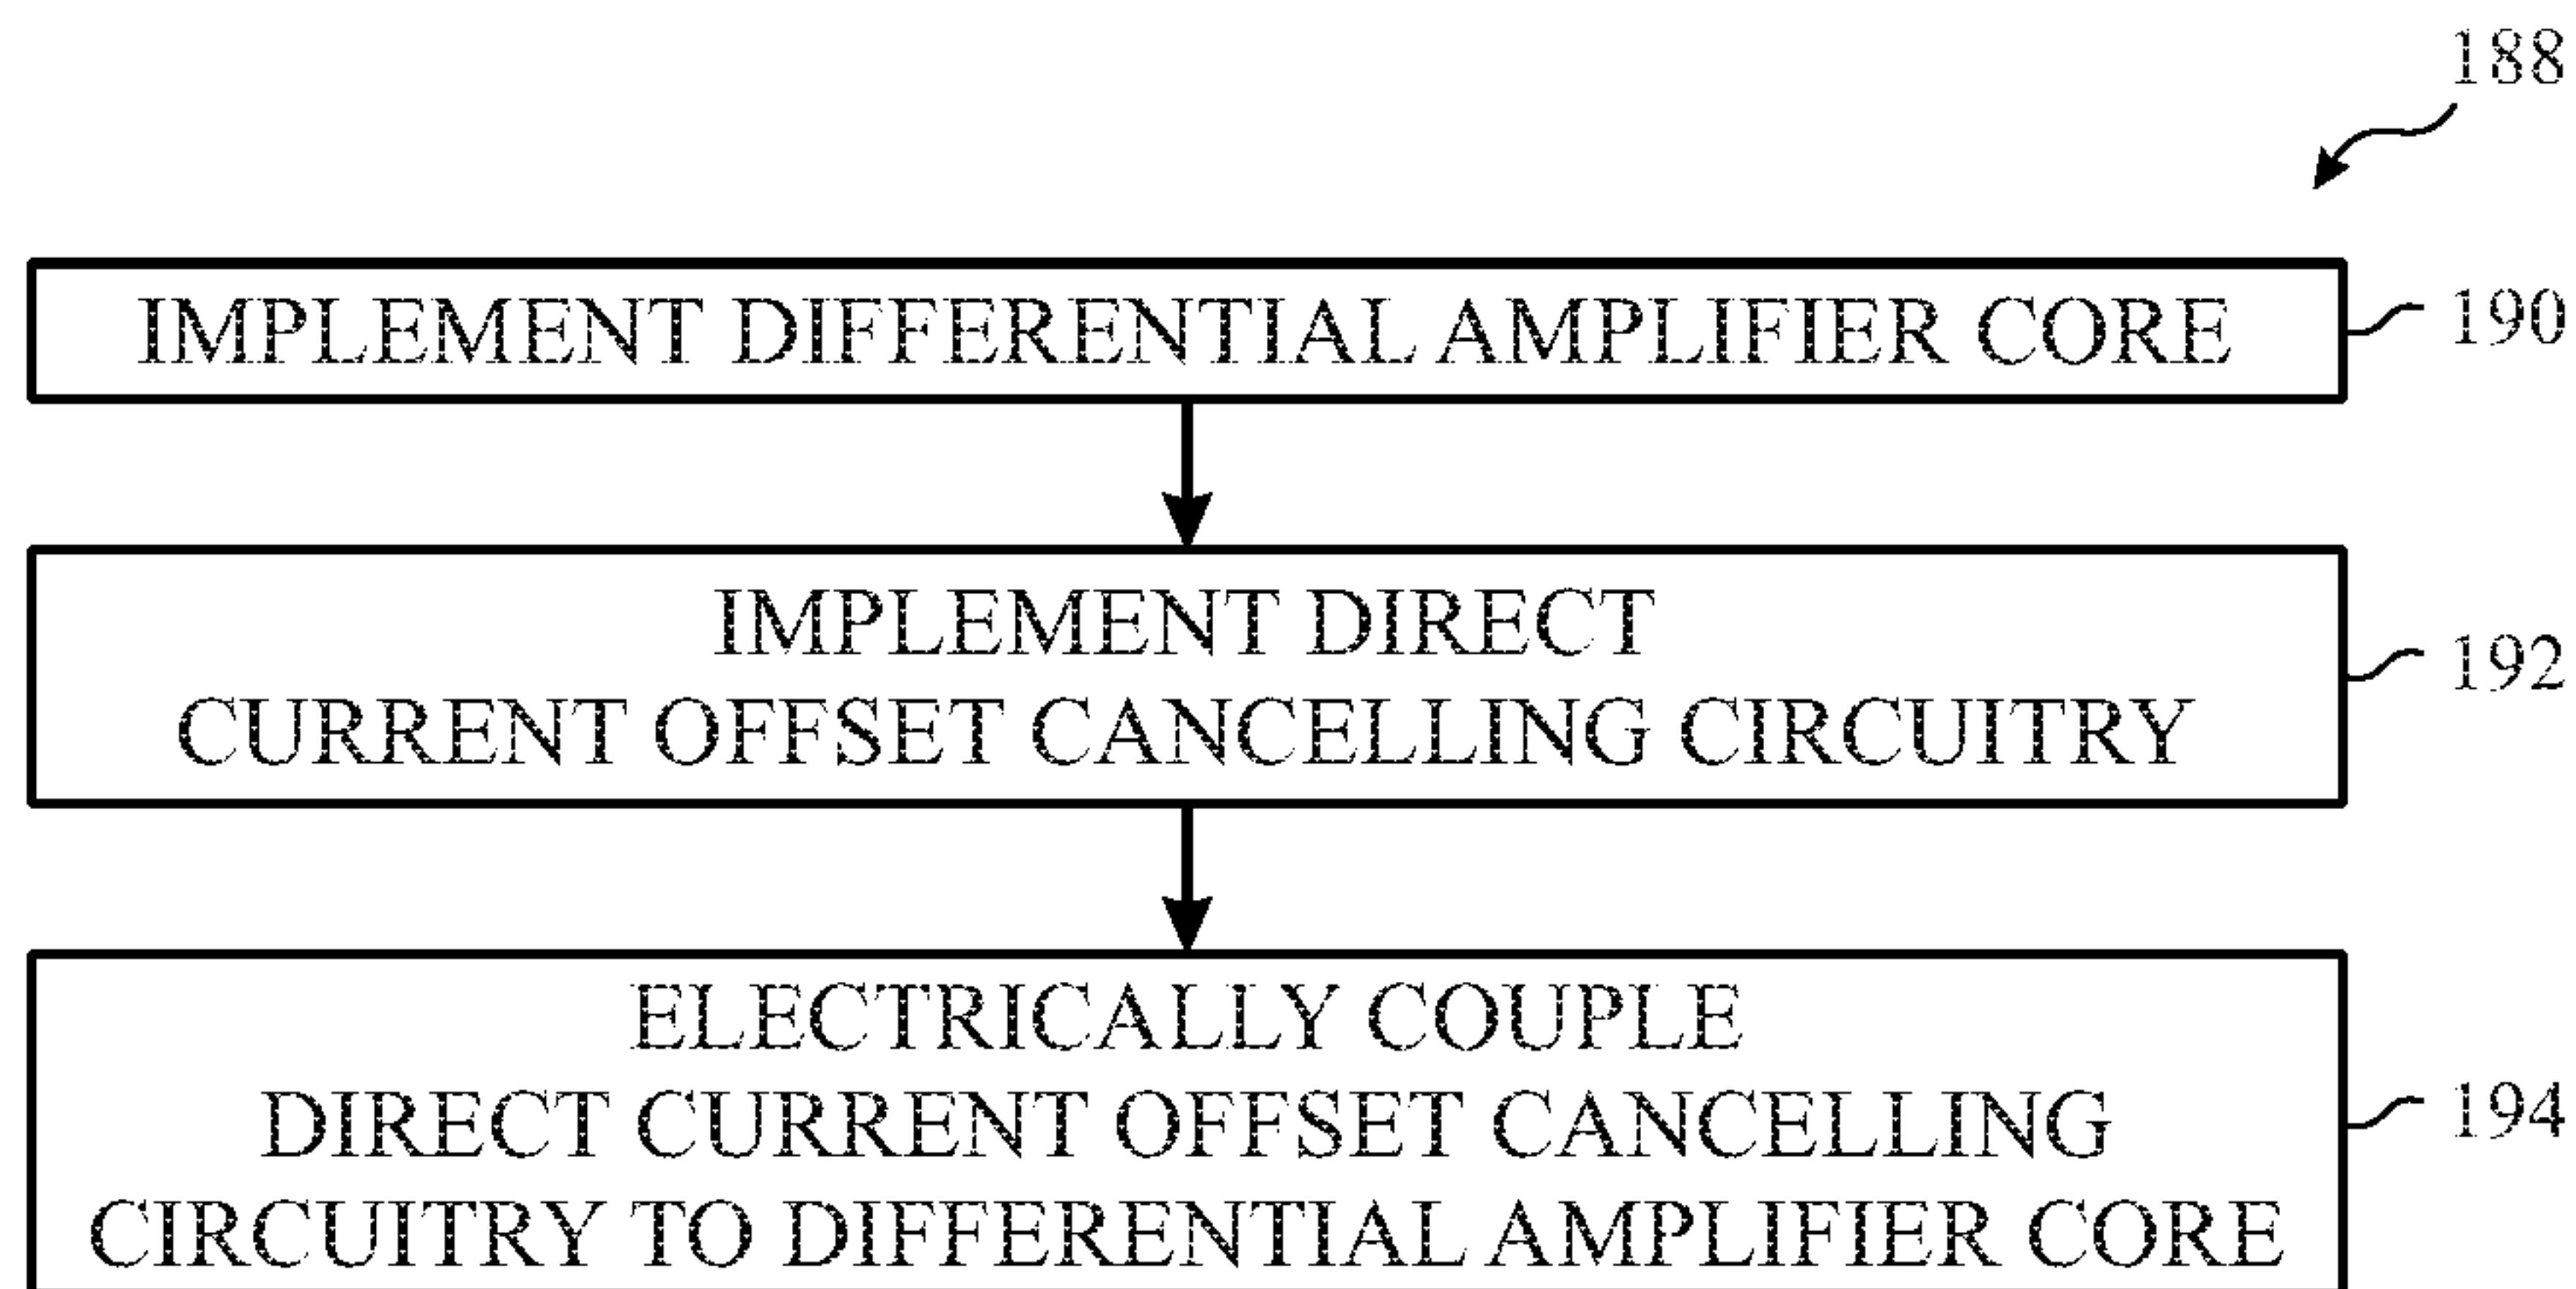 188
IMPLEMENT DIFFERENTIAL AMPLIFIER CORE
190
IMPLEMENT DIRECT
CURRENT OFFSET CANCELLING CIRCUITRY
192
ELECTRICALLY COUPLE
DIRECT CURRENT OFFSET CANCELLING
CIRCUITRY TO DIFFERENTIAL AMPLIFIER CORE
194